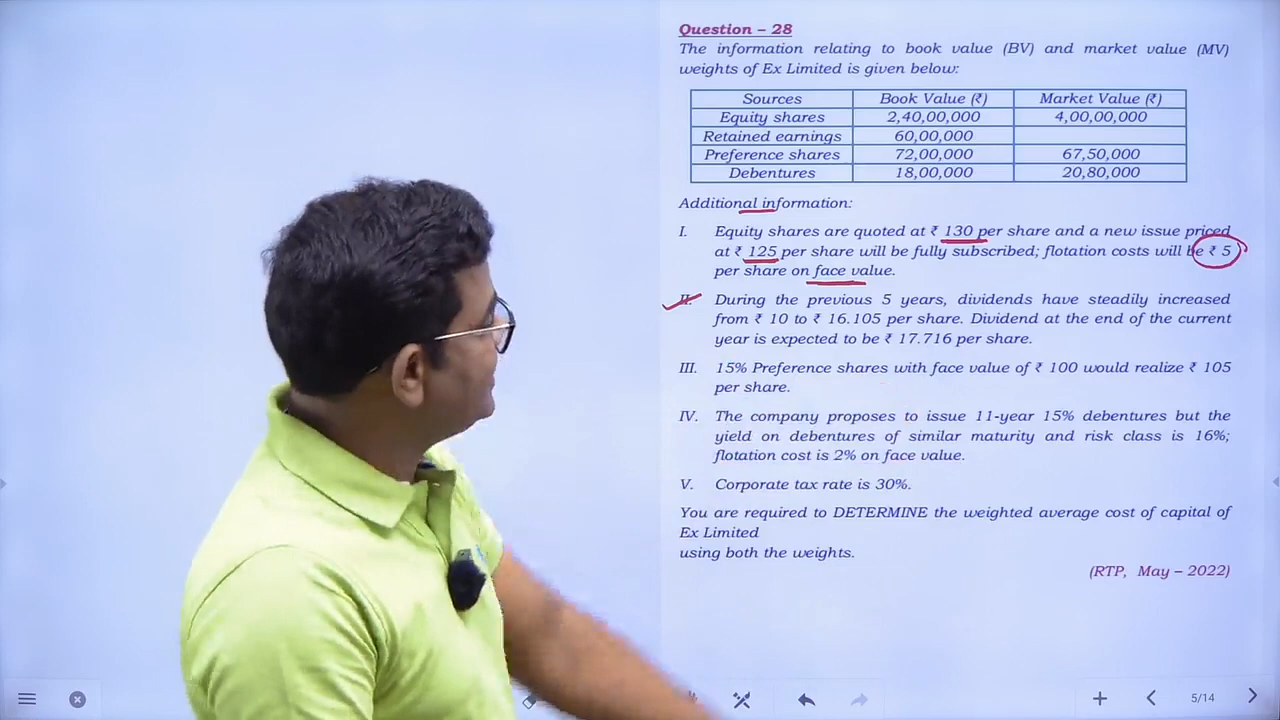 Question – 28
The information relating to book value (BV) and market value (MV)
weights of Ex Limited is given below:
Sources Book Value (₹) Market Value (₹)
Equity shares 2,40,00,000 4,00,00,000
Retained earnings 60,00,000
Preference shares 72,00,000 67,50,000
Debentures 18,00,000 20,80,000
Additional information:
I. Equity shares are quoted at ₹ 130 per share and a new issue priced
at ₹ 125 per share will be fully subscribed; flotation costs will be ₹ 5
per share on face value.
II. During the previous 5 years, dividends have steadily increased
from ₹ 10 to ₹ 16.105 per share. Dividend at the end of the current
year is expected to be ₹ 17.716 per share.
III. 15% Preference shares with face value of ₹ 100 would realize ₹ 105
per share.
IV. The company proposes to issue 11-year 15% debentures but the
yield on debentures of similar maturity and risk class is 16%;
flotation cost is 2% on face value.
V. Corporate tax rate is 30%.
You are required to DETERMINE the weighted average cost of capital of
Ex Limited
using both the weights.
(RTP, May – 2022)
5/14